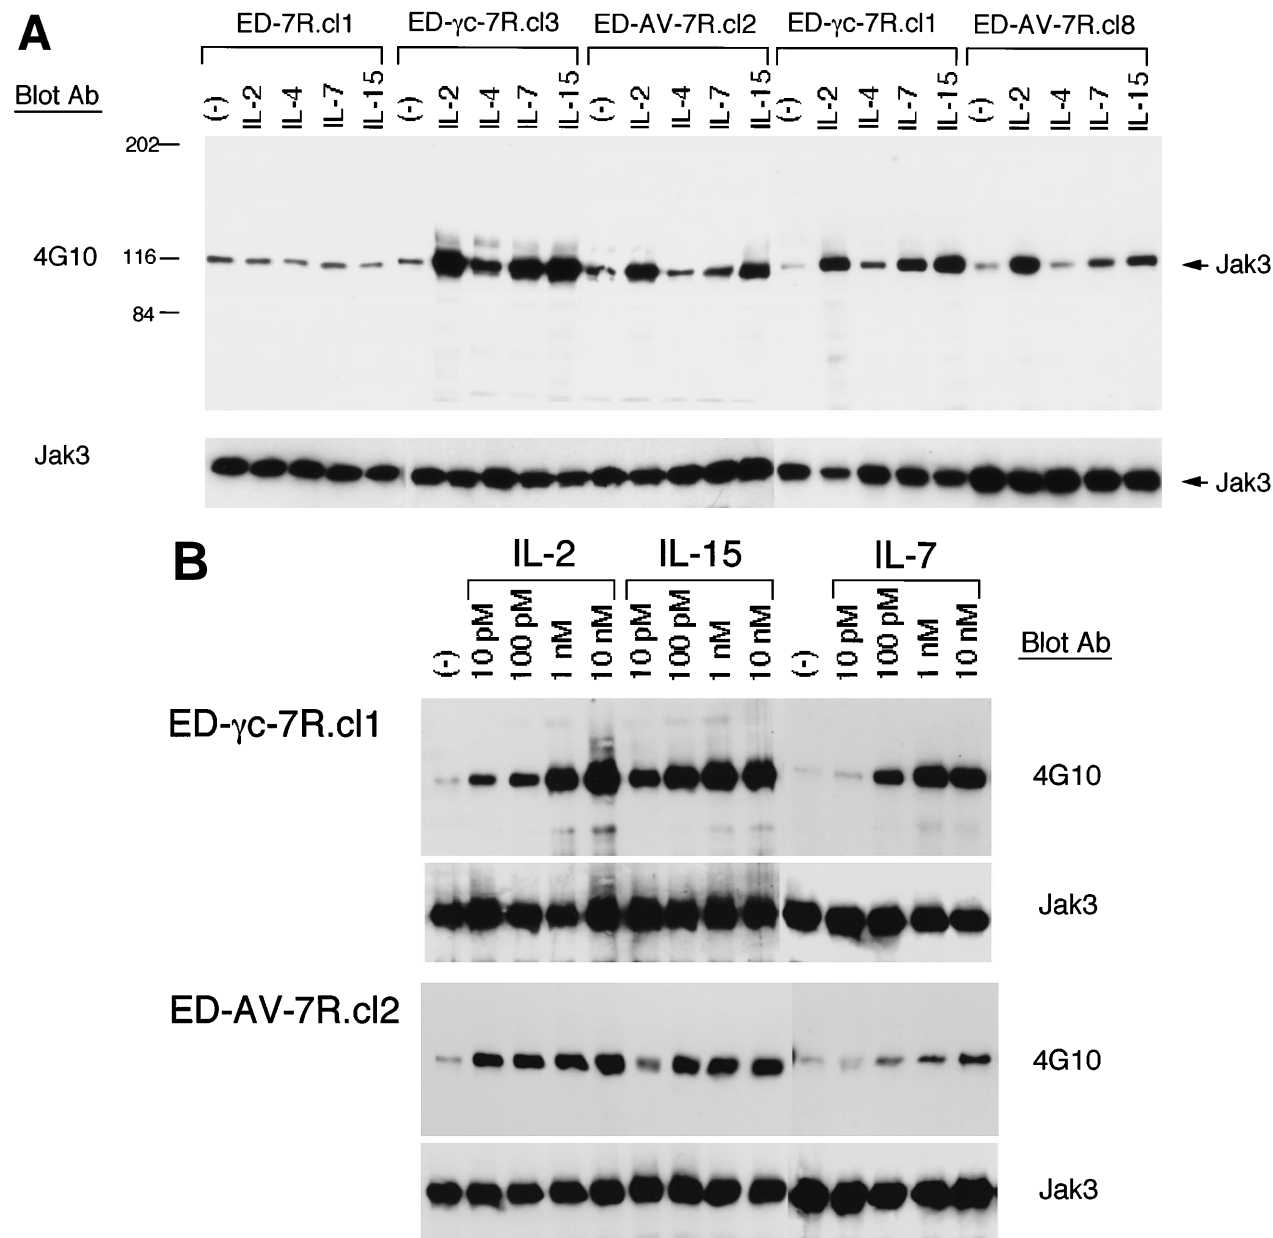 A
ED-7R.cl1 ED-γc-7R.cl3 ED-AV-7R.cl2 ED-γc-7R.cl1 ED-AV-7R.cl8
Blot Ab (-) IL-2 IL-4 IL-7 IL-15 (-) IL-2 IL-4 IL-7 IL-15 (-) IL-2 IL-4 IL-7 IL-15 (-) IL-2 IL-4 IL-7 IL-15 (-) IL-2 IL-4 IL-7 IL-15
202
4G10 116 Jak3
84
Jak3 Jak3
B
IL-2 IL-15 IL-7
(-) 10 pM 100 pM 1 nM 10 nM 10 pM 100 pM 1 nM 10 nM (-) 10 pM 100 pM 1 nM 10 nM Blot Ab
ED-γc-7R.cl1
4G10
Jak3
ED-AV-7R.cl2
4G10
Jak3